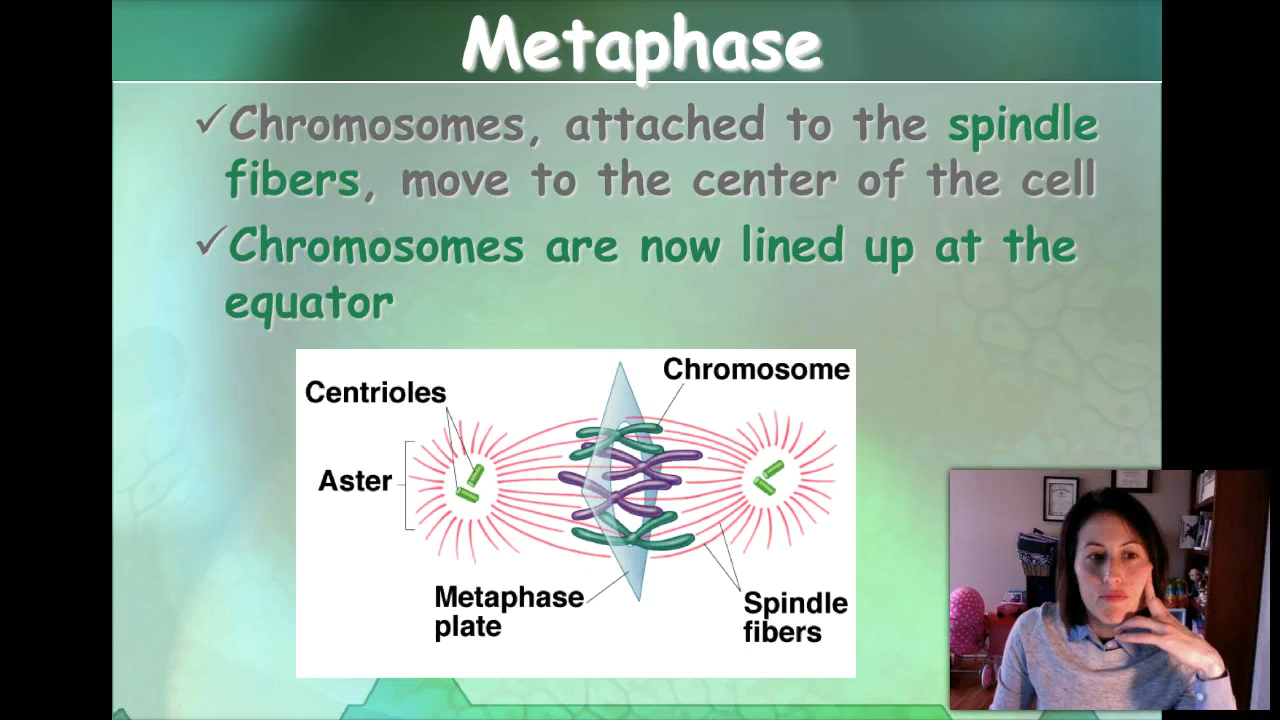 Metaphase
✓Chromosomes, attached to the spindle
fibers, move to the center of the cell
✓Chromosomes are now lined up at the
equator
Chromosome
Centrioles
Aster
Metaphase
plate
Spindle
fibers